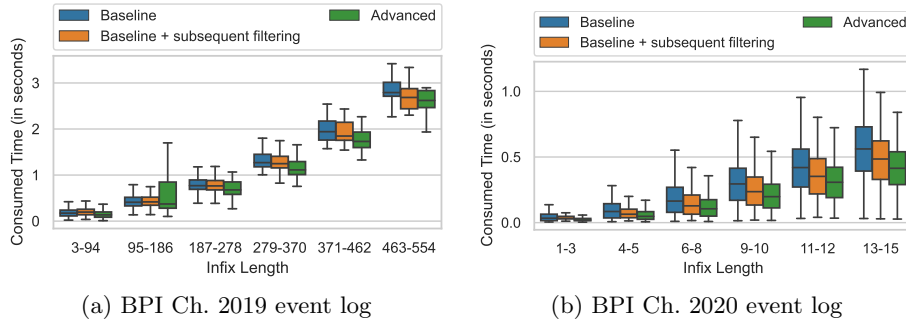 Baseline
Baseline + subsequent filtering
Advanced
Consumed Time (in seconds)
3
2
1
0
3-94 95-186 187-278 279-370 371-462 463-554
Infix Length
(a) BPI Ch. 2019 event log
Baseline
Baseline + subsequent filtering
Advanced
Consumed Time (in seconds)
1.0
0.5
0.0
1-3 4-5 6-8 9-10 11-12 13-15
Infix Length
(b) BPI Ch. 2020 event log